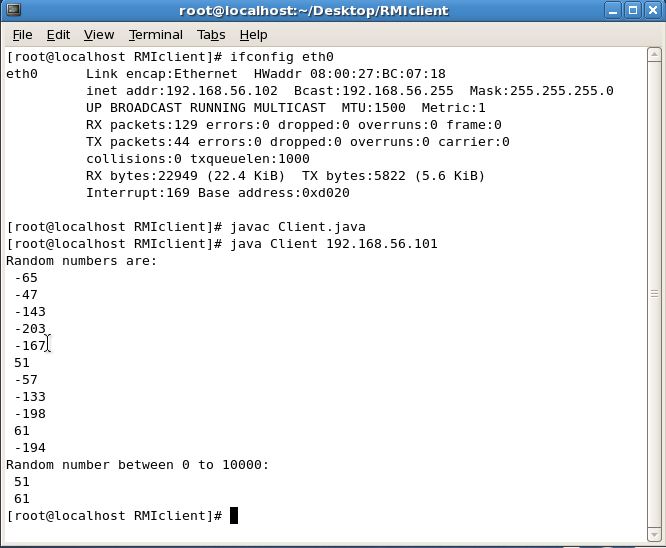 root@localhost:~/Desktop/RMIclient
File Edit View Terminal Tabs Help
[root@localhost RMIclient]# ifconfig eth0
eth0      Link encap:Ethernet  HWaddr 08:00:27:BC:07:18
          inet addr:192.168.56.102  Bcast:192.168.56.255  Mask:255.255.255.0
          UP BROADCAST RUNNING MULTICAST  MTU:1500  Metric:1
          RX packets:129 errors:0 dropped:0 overruns:0 frame:0
          TX packets:44 errors:0 dropped:0 overruns:0 carrier:0
          collisions:0 txqueuelen:1000
          RX bytes:22949 (22.4 KiB)  TX bytes:5822 (5.6 KiB)
          Interrupt:169 Base address:0xd020
[root@localhost RMIclient]# javac Client.java
[root@localhost RMIclient]# java Client 192.168.56.101
Random numbers are:
 -65
 -47
 -143
 -203
 -167
 51
 -57
 -133
 -198
 61
 -194
Random number between 0 to 10000:
 51
 61
[root@localhost RMIclient]#